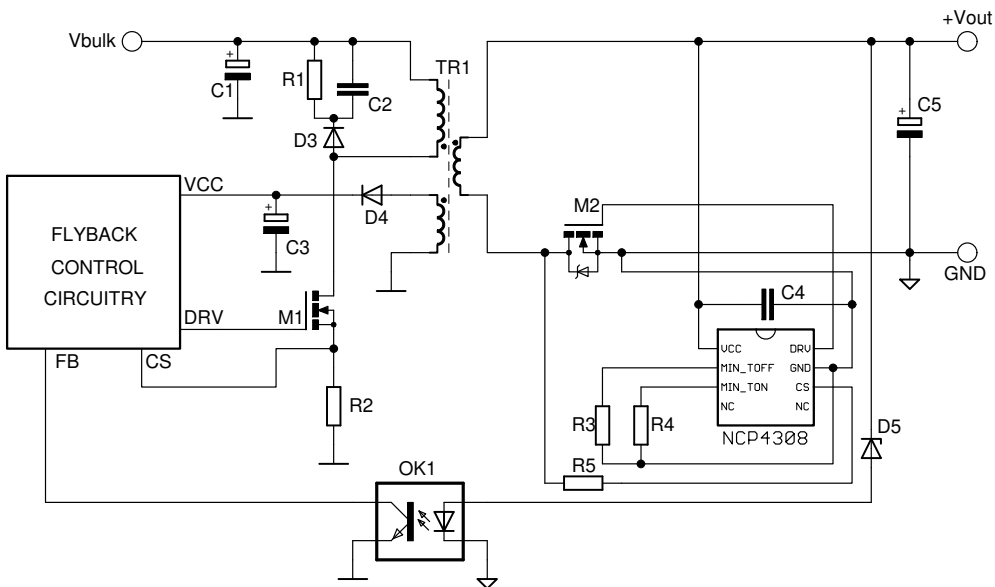 +Vout
Vbulk
+
C1
R1
C2
TR1
+
C5
D3
VCC
D4
+
C3
M2
FLYBACK
CONTROL
CIRCUITRY
GND
C4
DRV
M1
VCC
DRV
FB
CS
MIN_TOFF
GND
MIN_TON
CS
NC
NC
R2
R3
R4
NCP4308
D5
R5
OK1